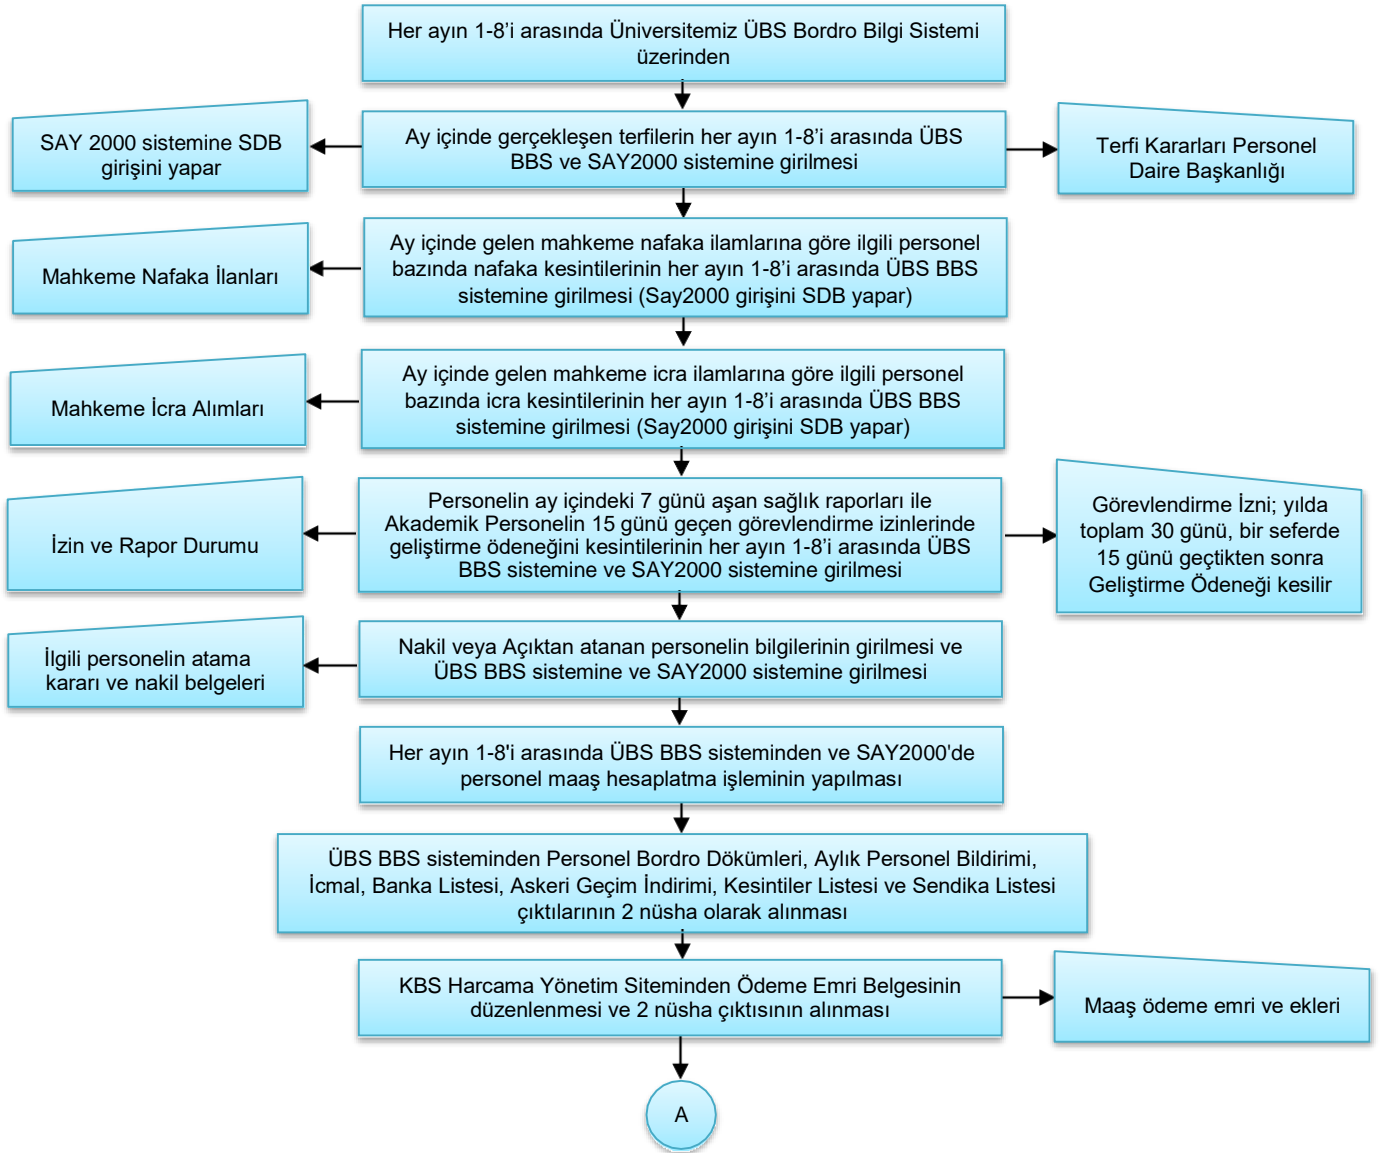 Her ayın 1-8’i arasında Üniversitemiz ÜBS Bordro Bilgi Sistemi
üzerinden
SAY 2000 sistemine SDB
girişini yapar
Ay içinde gerçekleşen terfilerin her ayın 1-8’i arasında ÜBS
BBS ve SAY2000 sistemine girilmesi
Terfi Kararları Personel
Daire Başkanlığı
Mahkeme Nafaka İlanları
Ay içinde gelen mahkeme nafaka ilamlarına göre ilgili personel
bazında nafaka kesintilerinin her ayın 1-8’i arasında ÜBS BBS
sistemine girilmesi (Say2000 girişini SDB yapar)
Mahkeme İcra Alımları
Ay içinde gelen mahkeme icra ilamlarına göre ilgili personel
bazında icra kesintilerinin her ayın 1-8’i arasında ÜBS BBS
sistemine girilmesi (Say2000 girişini SDB yapar)
İzin ve Rapor Durumu
Personelin ay içindeki 7 günü aşan sağlık raporları ile
Akademik Personelin 15 günü geçen görevlendirme izinlerinde
geliştirme ödeneğini kesintilerinin her ayın 1-8’i arasında ÜBS
BBS sistemine ve SAY2000 sistemine girilmesi
Görevlendirme İzni; yılda
toplam 30 günü, bir seferde
15 günü geçtikten sonra
Geliştirme Ödeneği kesilir
İlgili personelin atama
kararı ve nakil belgeleri
Nakil veya Açıktan atanan personelin bilgilerinin girilmesi ve
ÜBS BBS sistemine ve SAY2000 sistemine girilmesi
Her ayın 1-8'i arasında ÜBS BBS sisteminden ve SAY2000'de
personel maaş hesaplatma işleminin yapılması
ÜBS BBS sisteminden Personel Bordro Dökümleri, Aylık Personel Bildirimi,
İcmal, Banka Listesi, Askeri Geçim İndirimi, Kesintiler Listesi ve Sendika Listesi
çıktılarının 2 nüsha olarak alınması
KBS Harcama Yönetim Siteminden Ödeme Emri Belgesinin
düzenlenmesi ve 2 nüsha çıktısının alınması
Maaş ödeme emri ve ekleri
A